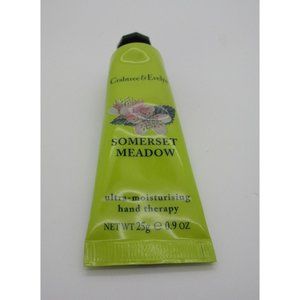 Crabtree & Evelyn
SOMERSET
MEADOW
ultra-moisturising
hand therapy
NET WT 25g ℮ 0.9 OZ